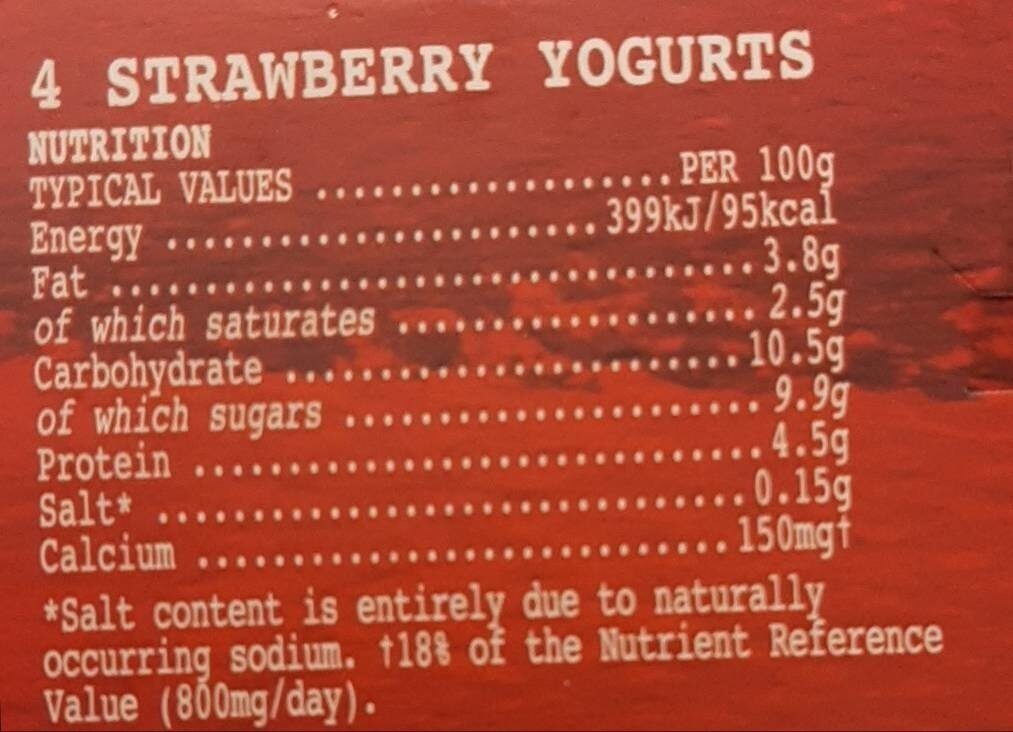 4 STRAWBERRY YOGURTS
NUTRITION
TYPICAL VALUES ................... PER 100g
Energy ....................... 399kJ/95kcal
Fat .................................. 3.8g
of which saturates ................... 2.5g
Carbohydrate ........................ 10.5g
of which sugars ...................... 9.9g
Protein .............................. 4.5g
Salt* ............................... 0.15g
Calcium ............................ 150mg†
*Salt content is entirely due to naturally
occurring sodium. †18% of the Nutrient Reference
Value (800mg/day).